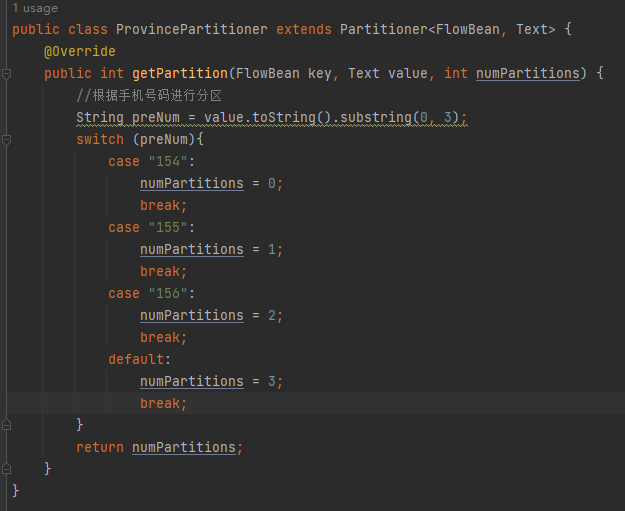 1 usage
public class ProvincePartitioner extends Partitioner<FlowBean, Text> {
    @Override
    public int getPartition(FlowBean key, Text value, int numPartitions) {
        //根据手机号码进行分区
        String preNum = value.toString().substring(0, 3);
        switch (preNum){
            case "154":
                numPartitions = 0;
                break;
            case "155":
                numPartitions = 1;
                break;
            case "156":
                numPartitions = 2;
                break;
            default:
                numPartitions = 3;
                break;
        }
        return numPartitions;
    }
}